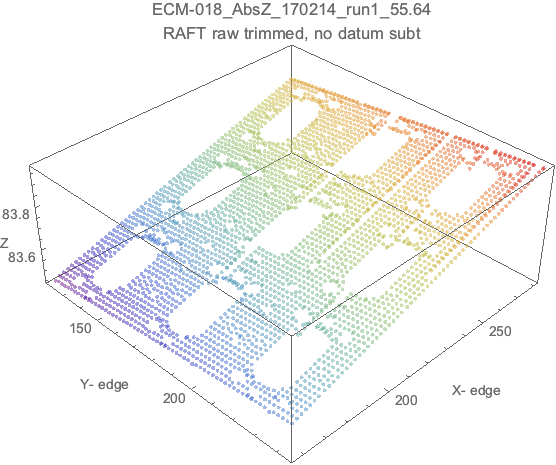 ECM-018_AbsZ_170214_run1_55.64
RAFT raw trimmed, no datum subt
83.8
Z
83.6
150
Y- edge
200
250
X- edge
200